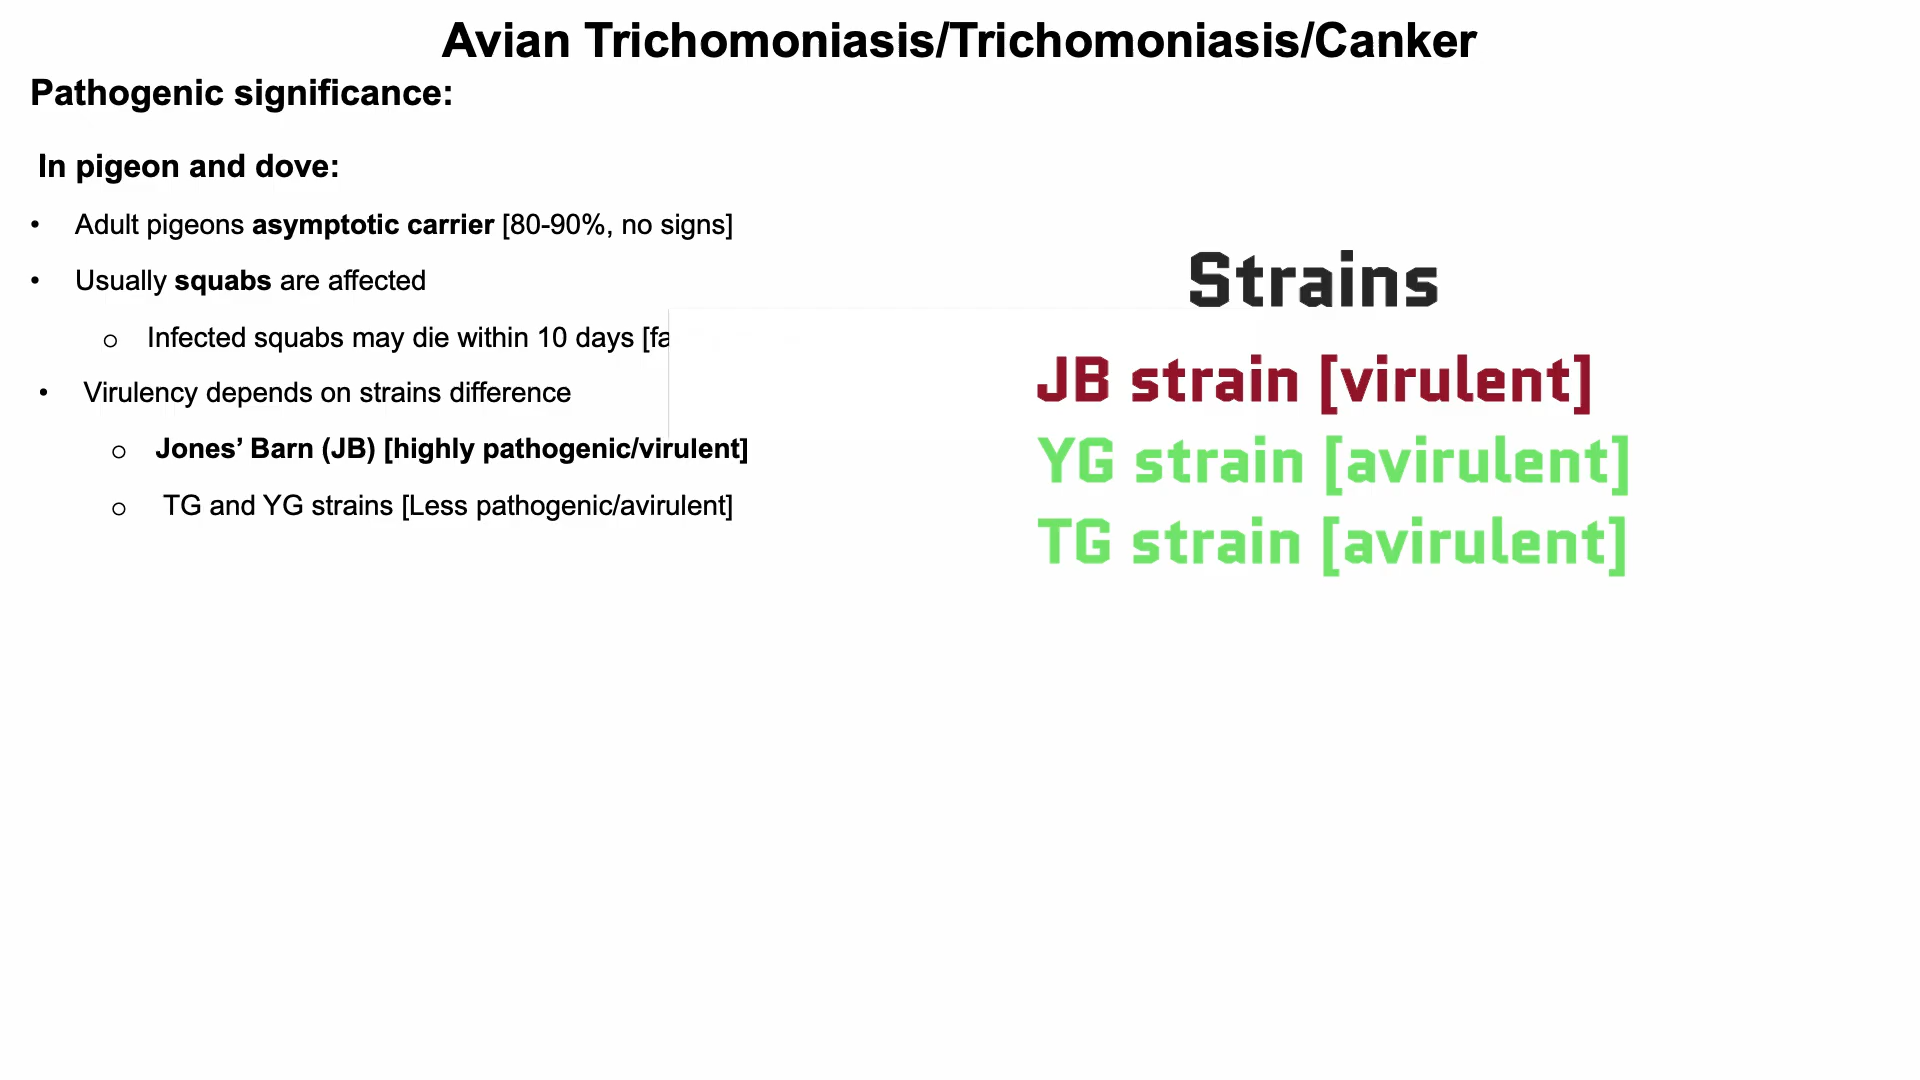 Avian Trichomoniasis/Trichomoniasis/Canker
Pathogenic significance:
In pigeon and dove:
• Adult pigeons asymptotic carrier [80-90%, no signs]
• Usually squabs are affected
o Infected squabs may die within 10 days
• Virulency depends on strains difference
o Jones’ Barn (JB) [highly pathogenic/virulent]
o TG and YG strains [Less pathogenic/avirulent]
Strains
JB strain [virulent]
YG strain [avirulent]
TG strain [avirulent]